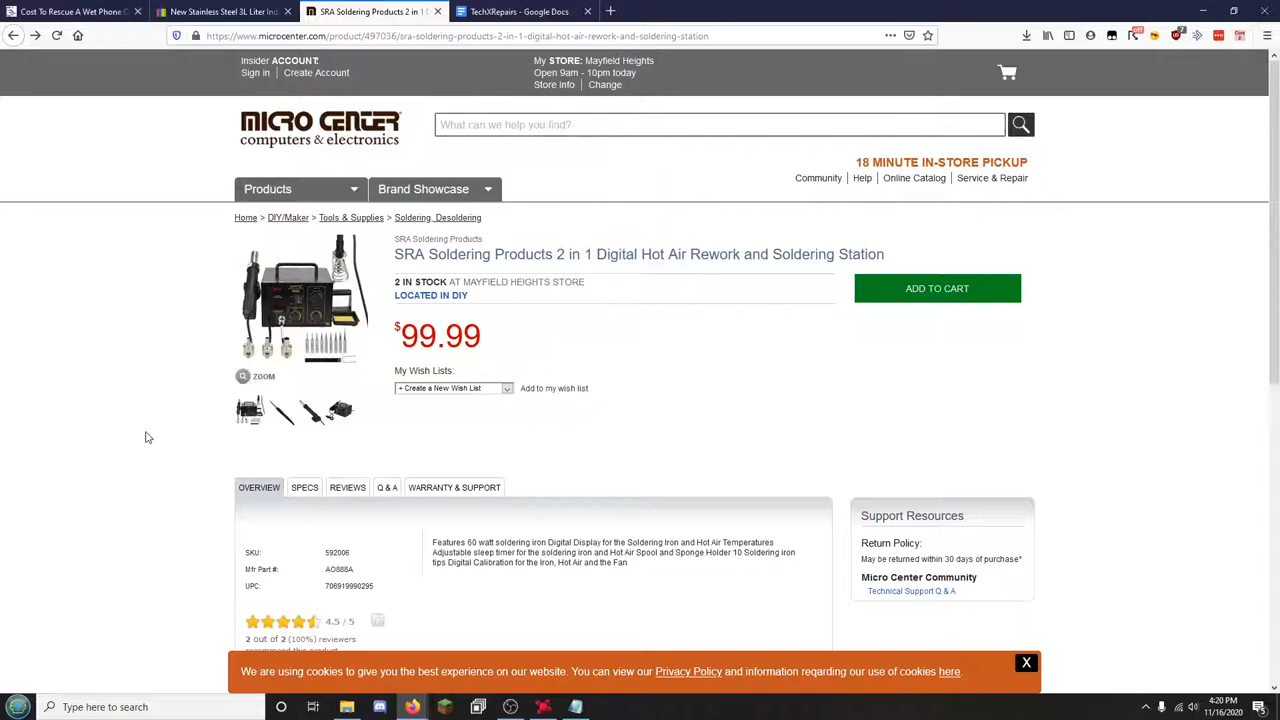 Cost To Rescue A Wet Phone
New Stainless Steel 3L Liter Ind
SRA Soldering Products 2 in 1 D
TechXRepairs - Google Docs
https://www.microcenter.com/product/497036/sra-soldering-products-2-in-1-digital-hot-air-rework-and-soldering-station
Insider ACCOUNT:
Sign in | Create Account
My STORE: Mayfield Heights
Open 9am - 10pm today
Store info | Change
MICRO CENTER
computers & electronics
What can we help you find?
18 MINUTE IN-STORE PICKUP
Community | Help | Online Catalog | Service & Repair
Products
Brand Showcase
Home > DIY/Maker > Tools & Supplies > Soldering, Desoldering
SRA Soldering Products
SRA Soldering Products 2 in 1 Digital Hot Air Rework and Soldering Station
2 IN STOCK AT MAYFIELD HEIGHTS STORE
LOCATED IN DIY
ADD TO CART
$99.99
My Wish Lists:
+ Create a New Wish List
Add to my wish list
ZOOM
OVERVIEW
SPECS
REVIEWS
Q & A
WARRANTY & SUPPORT
SKU: 592006
Mfr Part#: AO888A
UPC: 706919990295
Features 60 watt soldering iron Digital Display for the Soldering Iron and Hot Air Temperatures
Adjustable sleep timer for the soldering iron and Hot Air Spool and Sponge Holder 10 Soldering iron
tips Digital Calibration for the Iron, Hot Air and the Fan
4.5 / 5
2 out of 2 (100%) reviewers
recommend this product
Support Resources
Return Policy:
May be returned within 30 days of purchase*
Micro Center Community
Technical Support Q & A
We are using cookies to give you the best experience on our website. You can view our Privacy Policy and information regarding our use of cookies here.
X
Type here to search
4:20 PM
11/16/2020